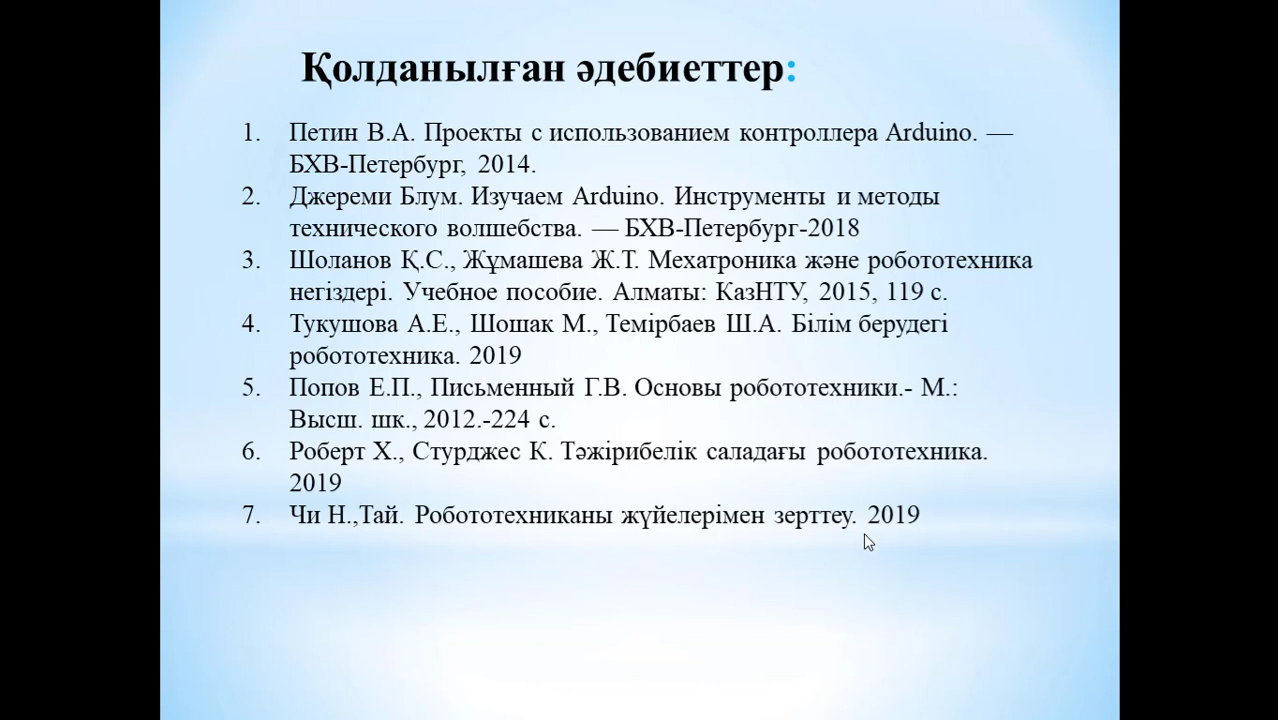 Қолданылған әдебиеттер:
1. Петин В.А. Проекты с использованием контроллера Arduino. —
БХВ-Петербург, 2014.
2. Джереми Блум. Изучаем Arduino. Инструменты и методы
технического волшебства. — БХВ-Петербург-2018
3. Шоланов Қ.С., Жұмашева Ж.Т. Мехатроника және робототехника
негіздері. Учебное пособие. Алматы: КазНТУ, 2015, 119 с.
4. Тукушова А.Е., Шошак М., Темірбаев Ш.А. Білім берудегі
робототехника. 2019
5. Попов Е.П., Письменный Г.В. Основы робототехники.- М.:
Высш. шк., 2012.-224 с.
6. Роберт Х., Стурджес К. Тәжірибелік саладағы робототехника.
2019
7. Чи Н.,Тай. Робототехниканы жүйелерімен зерттеу. 2019